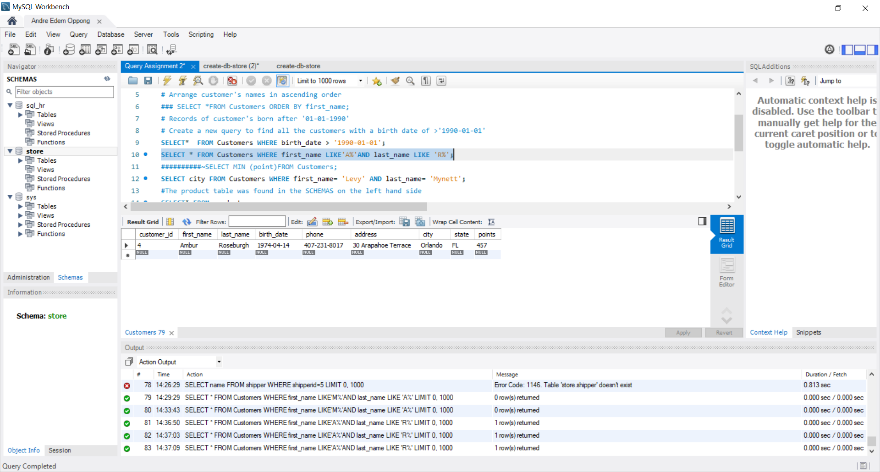 MySQL Workbench
Andre Edem Oppong ×
File Edit View Query Database Server Tools Scripting Help
Navigator
SCHEMAS
Filter objects
sql_hr
Tables
Views
Stored Procedures
Functions
store
Tables
Views
Stored Procedures
Functions
sys
Tables
Views
Stored Procedures
Functions
Administration Schemas
Information
Schema: store
Object Info Session
Query Completed
Query Assignment 2* × create-db-store (2)* × create-db-store
Limit to 1000 rows
5 # Arrange customer's names in ascending order
6 ### SELECT *FROM Customers ORDER BY first_name;
7 # Records of customer's born after '01-01-1990'
8 # Create a new query to find all the customers with a birth date of >'1990-01-01'
9 SELECT* FROM Customers WHERE birth_date > '1990-01-01';
10 SELECT * FROM Customers WHERE first_name LIKE'A%'AND last_name LIKE 'R%';
11 ##########~SELECT MIN (point)FROM Customers;
12 SELECT city FROM Customers WHERE first_name= 'Levy' AND last_name= 'Mynett';
13 #The product table was found in the SCHEMAS on the left hand side
Result Grid Filter Rows: Edit: Export/Import: Wrap Cell Content:
customer_id first_name last_name birth_date phone address city state points
4 Ambur Roseburgh 1974-04-14 407-231-8017 30 Arapahoe Terrace Orlando FL 457
NULL NULL NULL NULL NULL NULL NULL NULL NULL
Result Grid
Form Editor
Customers 79 × Apply Revert
SQLAdditions
Jump to
Automatic context help is
disabled. Use the toolbar t
manually get help for the
current caret position or to
toggle automatic help.
Context Help Snippets
Output
Action Output
# Time Action Message Duration / Fetch
78 14:26:29 SELECT name FROM shipper WHERE shipperid=5 LIMIT 0, 1000 Error Code: 1146. Table 'store.shipper' doesn't exist 0.813 sec
79 14:29:29 SELECT * FROM Customers WHERE first_name LIKE'M%'AND last_name LIKE 'A%' LIMIT 0, 1000 0 row(s) returned 0.000 sec / 0.000 sec
80 14:33:43 SELECT * FROM Customers WHERE first_name LIKE'M%'AND last_name LIKE 'A%' LIMIT 0, 1000 0 row(s) returned 0.000 sec / 0.000 sec
81 14:36:50 SELECT * FROM Customers WHERE first_name LIKE'A%'AND last_name LIKE 'R%' LIMIT 0, 1000 1 row(s) returned 0.000 sec / 0.000 sec
82 14:37:03 SELECT * FROM Customers WHERE first_name LIKE'A%'AND last_name LIKE 'R%' LIMIT 0, 1000 1 row(s) returned 0.000 sec / 0.000 sec
83 14:37:09 SELECT * FROM Customers WHERE first_name LIKE'A%'AND last_name LIKE 'R%' LIMIT 0, 1000 1 row(s) returned 0.000 sec / 0.000 sec